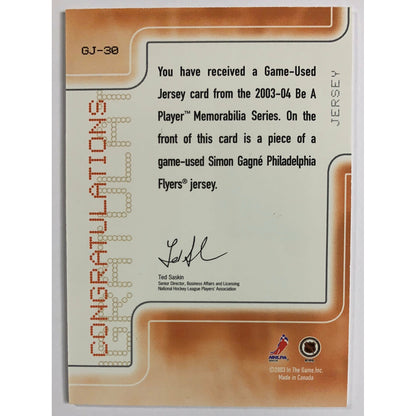 GJ-30
CONGRATULATIONS
You have received a Game-Used
Jersey card from the 2003-04 Be A
Player™ Memorabilia Series. On the
front of this card is a piece of a
game-used Simon Gagné Philadelphia
Flyers® jersey.
JERSEY
Ted Saskin
Senior Director, Business Affairs and Licensing
National Hockey League Players' Association
NHLPA
©2003 In The Game, Inc.
Made in Canada